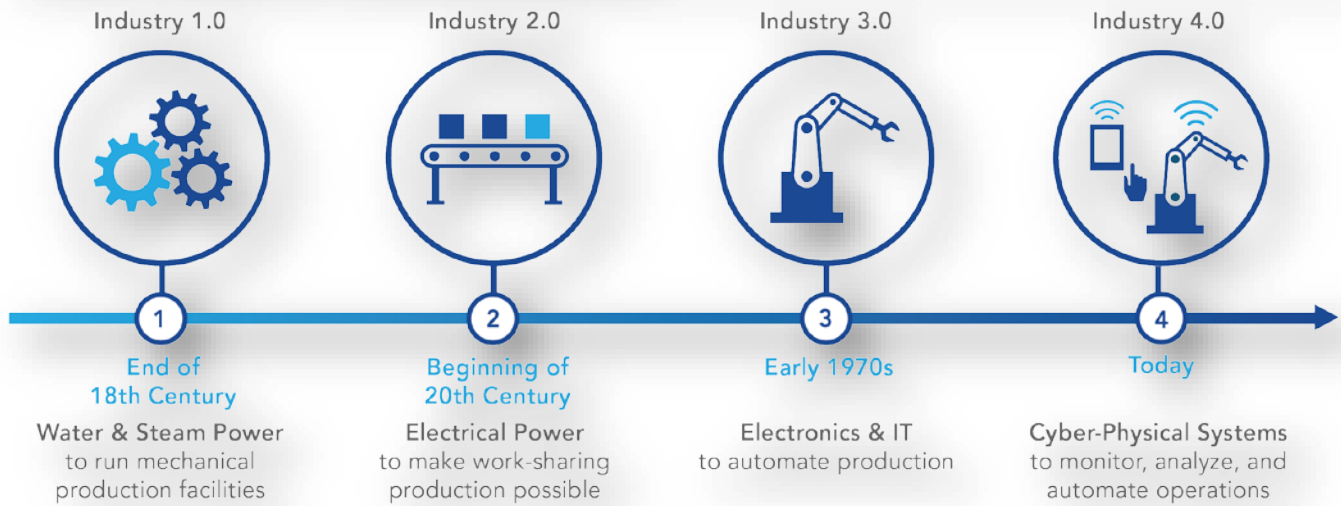 Industry 1.0
Industry 2.0
Industry 3.0
Industry 4.0
1
2
3
4
End of
18th Century
Water & Steam Power
to run mechanical
production facilities
Beginning of
20th Century
Electrical Power
to make work-sharing
production possible
Early 1970s
Electronics & IT
to automate production
Today
Cyber-Physical Systems
to monitor, analyze, and
automate operations